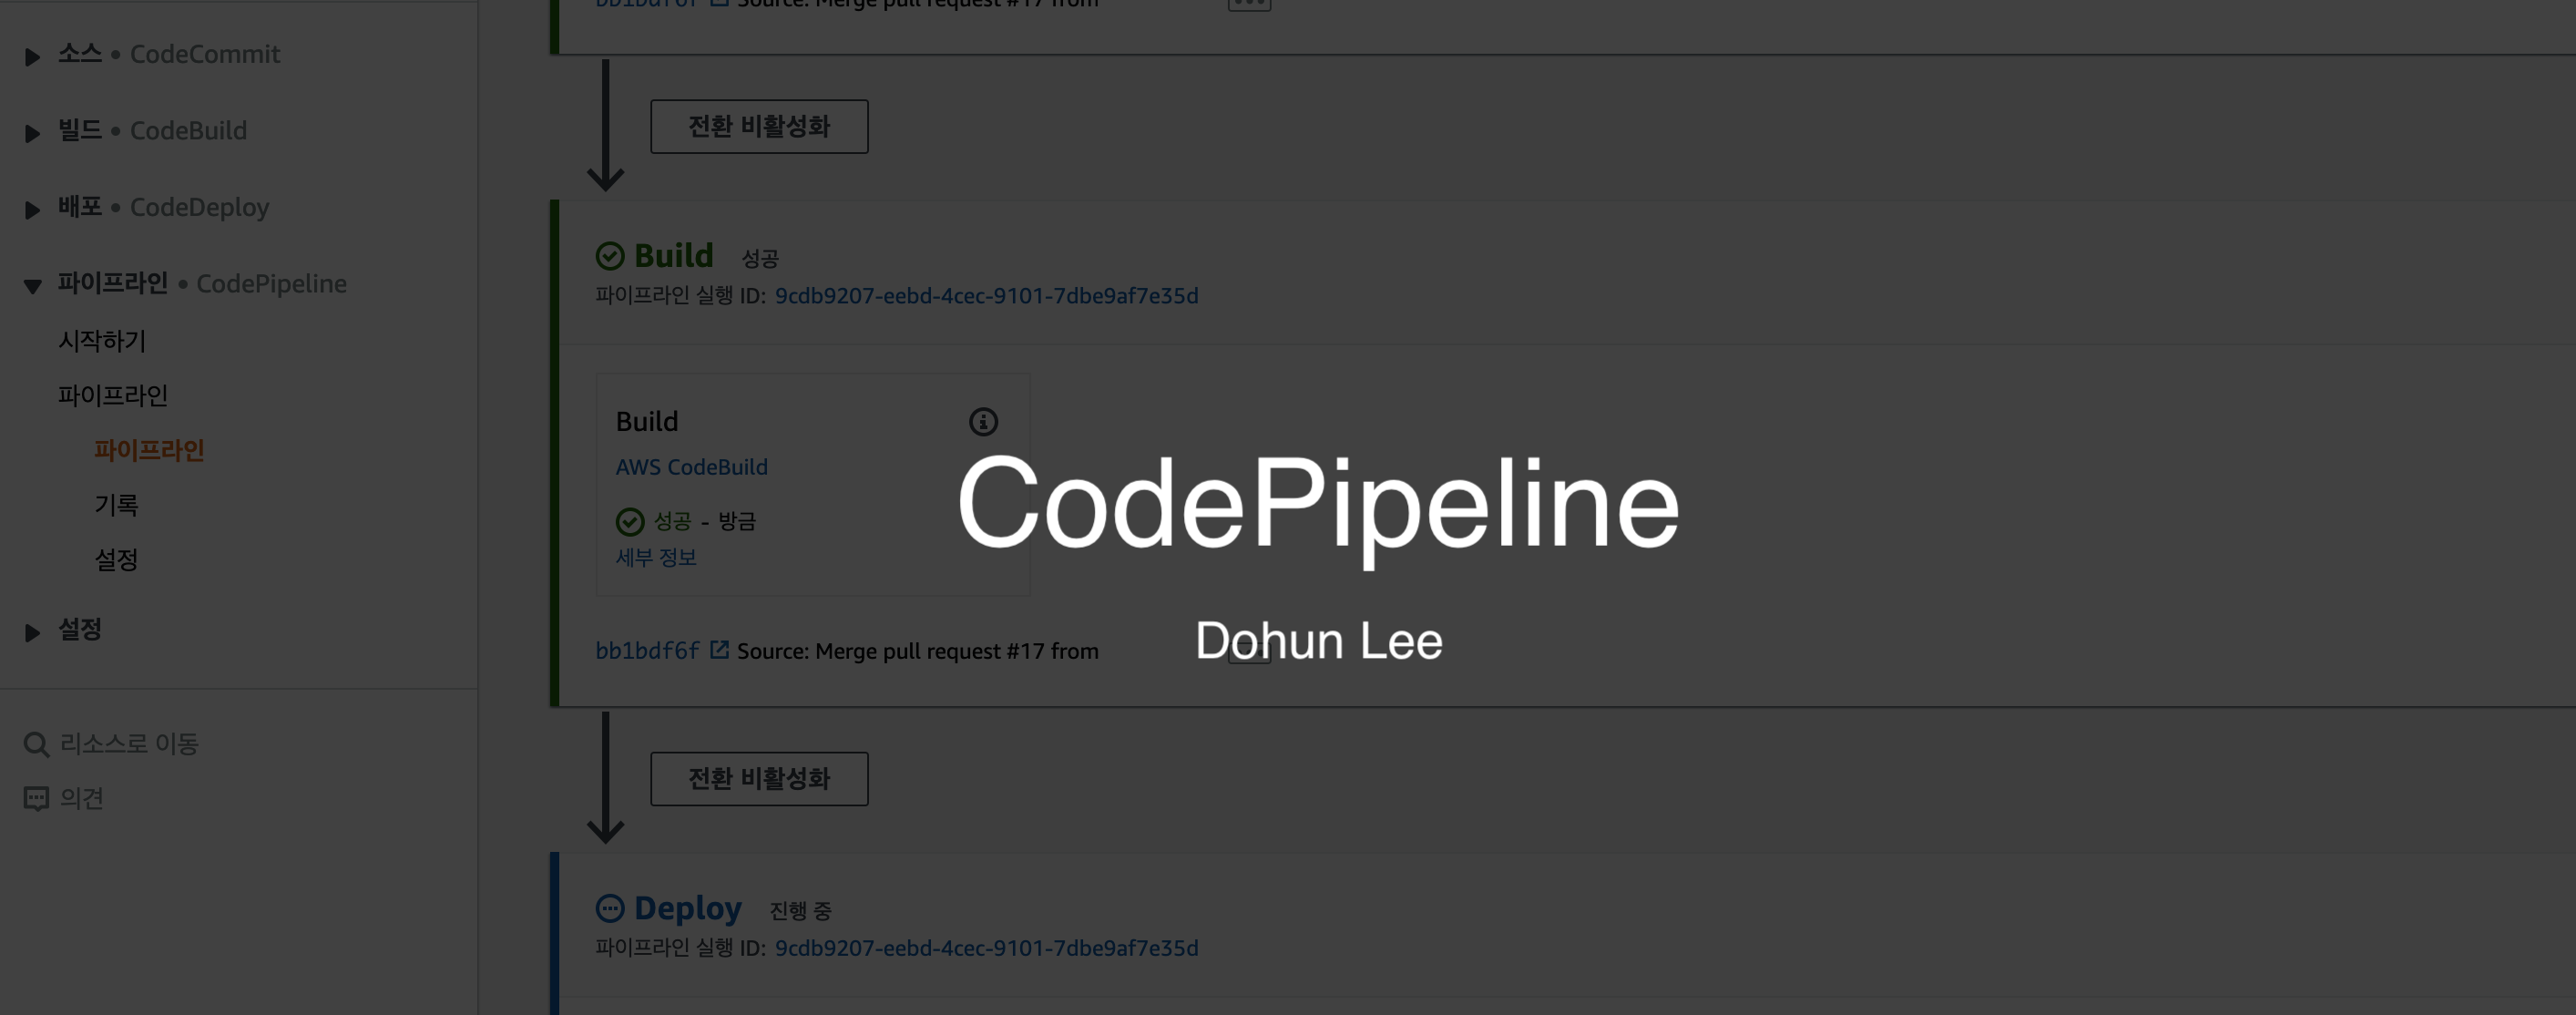 소스 • CodeCommit
빌드 • CodeBuild
배포 • CodeDeploy
파이프라인 • CodePipeline
시작하기
파이프라인
파이프라인
기록
설정
설정
리소스로 이동
의견
bb1bdf6f Source: Merge pull request #17 from
전환 비활성화
Build 성공
파이프라인 실행 ID: 9cdb9207-eebd-4cec-9101-7dbe9af7e35d
Build
AWS CodeBuild
성공 - 방금
세부 정보
bb1bdf6f Source: Merge pull request #17 from
CodePipeline
Dohun Lee
전환 비활성화
Deploy 진행 중
파이프라인 실행 ID: 9cdb9207-eebd-4cec-9101-7dbe9af7e35d